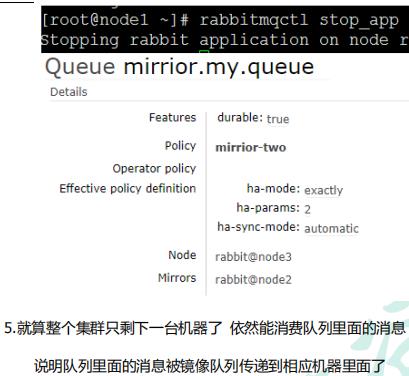 [root@node1 ~]# rabbitmqctl stop_app
Stopping rabbit application on node r
Queue mirrior.my.queue
Details
Features durable: true
Policy mirrior-two
Operator policy
Effective policy definition ha-mode: exactly
ha-params: 2
ha-sync-mode: automatic
Node rabbit@node3
Mirrors rabbit@node2
5.就算整个集群只剩下一台机器了 依然能消费队列里面的消息
说明队列里面的消息被镜像队列传递到相应机器里面了